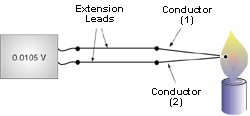 Extension
Leads
Conductor
(1)
0.0105 V
Conductor
(2)